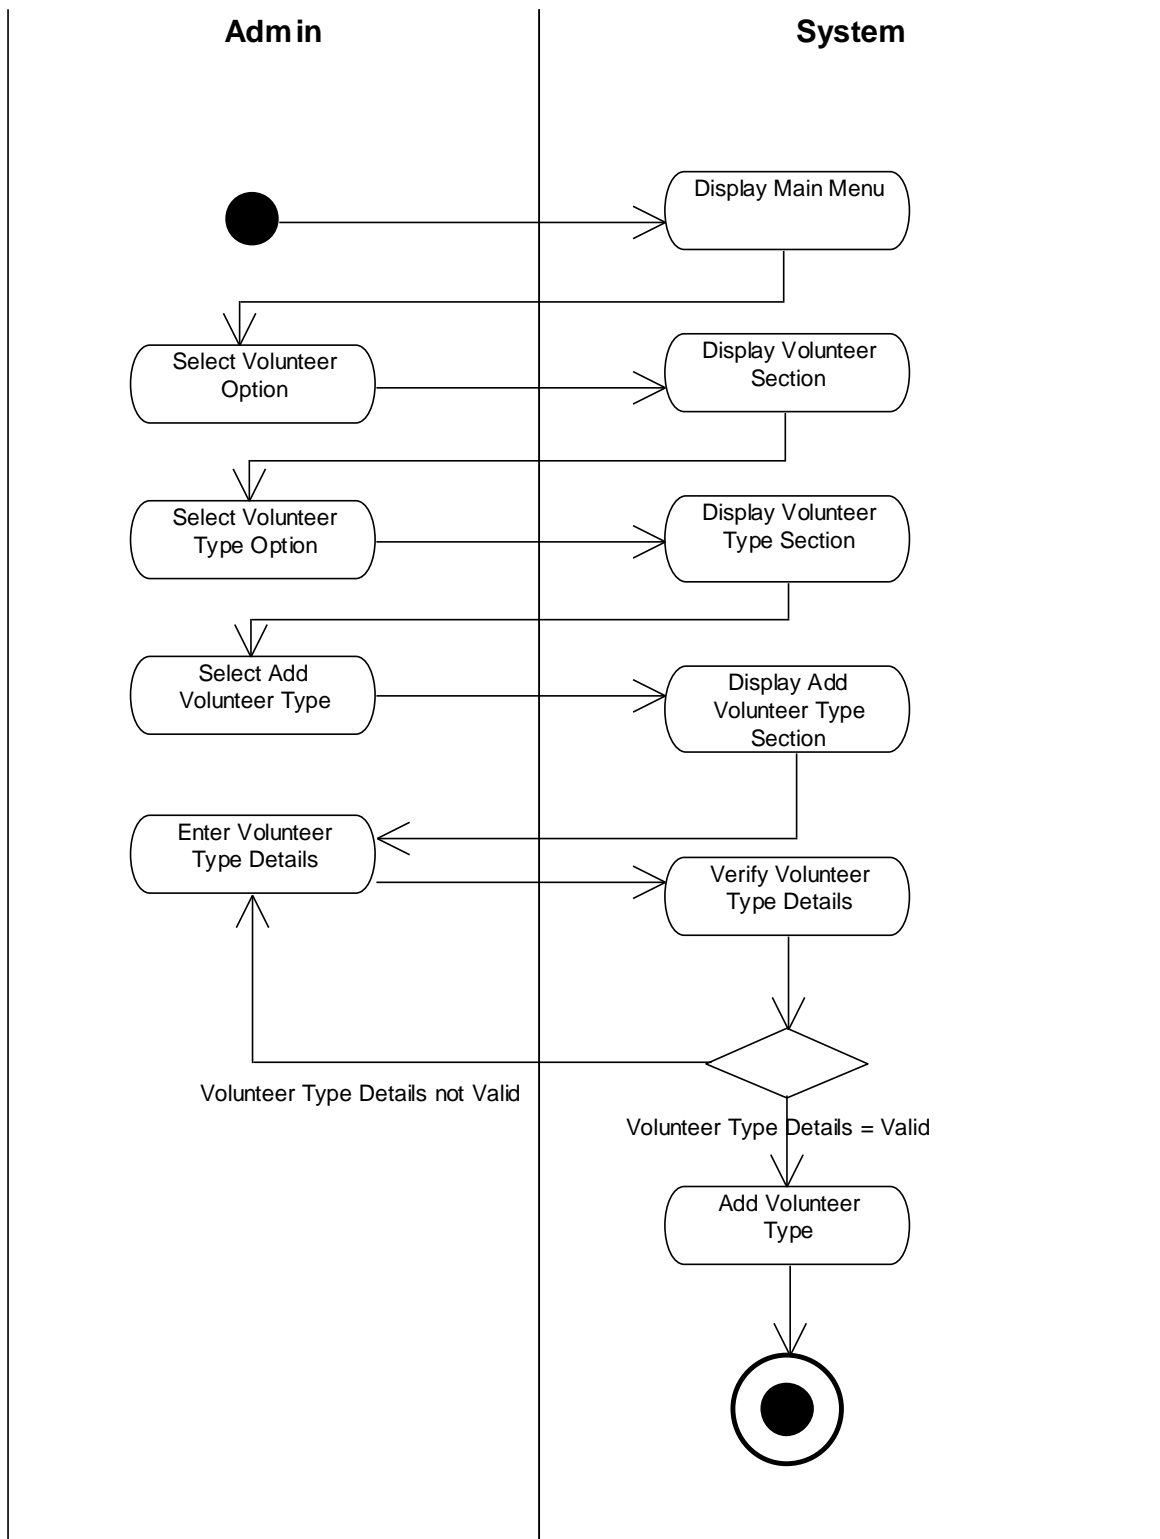 Admin
System
Display Main Menu
Select Volunteer
Option
Display Volunteer
Section
Select Volunteer
Type Option
Display Volunteer
Type Section
Select Add
Volunteer Type
Display Add
Volunteer Type
Section
Enter Volunteer
Type Details
Verify Volunteer
Type Details
Volunteer Type Details not Valid
Volunteer Type Details = Valid
Add Volunteer
Type